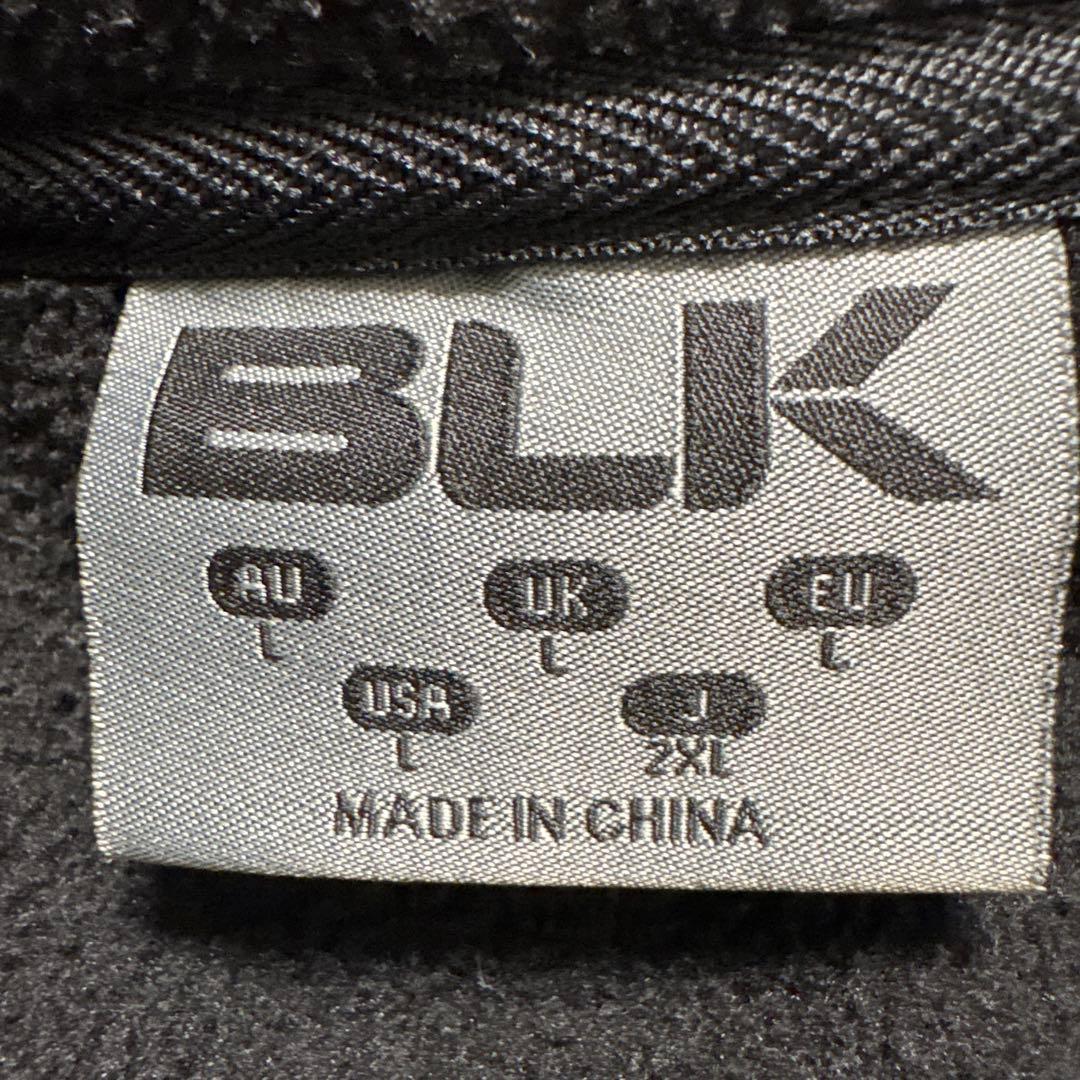 BLK
AU UK EU
L L L
USA J
L 2XL
MADE IN CHINA